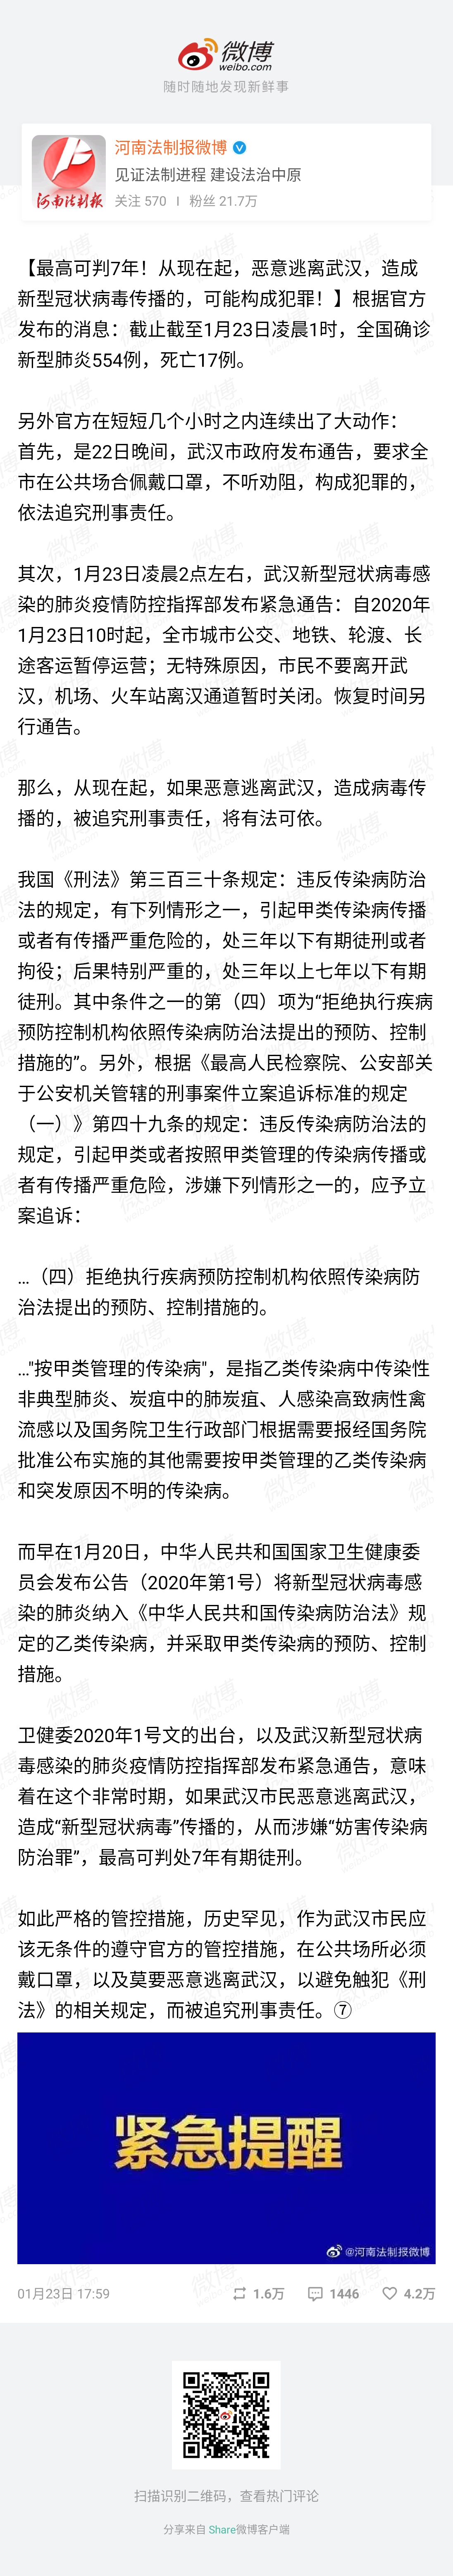 微博
weibo.com
随时随地发现新鲜事
河南法制报微博
见证法制进程 建设法治中原
河南法制报
关注 570 | 粉丝 21.7万
【最高可判7年！从现在起，恶意逃离武汉，造成
新型冠状病毒传播的，可能构成犯罪！】根据官方
发布的消息：截止截至1月23日凌晨1时，全国确诊
新型肺炎554例，死亡17例。
另外官方在短短几个小时之内连续出了大动作：
首先，是22日晚间，武汉市政府发布通告，要求全
市在公共场合佩戴口罩，不听劝阻，构成犯罪的，
依法追究刑事责任。
其次，1月23日凌晨2点左右，武汉新型冠状病毒感
染的肺炎疫情防控指挥部发布紧急通告：自2020年
1月23日10时起，全市城市公交、地铁、轮渡、长
途客运暂停运营；无特殊原因，市民不要离开武
汉，机场、火车站离汉通道暂时关闭。恢复时间另
行通告。
那么，从现在起，如果恶意逃离武汉，造成病毒传
播的，被追究刑事责任，将有法可依。
我国《刑法》第三百三十条规定：违反传染病防治
法的规定，有下列情形之一，引起甲类传染病传播
或者有传播严重危险的，处三年以下有期徒刑或者
拘役；后果特别严重的，处三年以上七年以下有期
徒刑。其中条件之一的第（四）项为“拒绝执行疾病
预防控制机构依照传染病防治法提出的预防、控制
措施的”。另外，根据《最高人民检察院、公安部关
于公安机关管辖的刑事案件立案追诉标准的规定
（一）》第四十九条的规定：违反传染病防治法的
规定，引起甲类或者按照甲类管理的传染病传播或
者有传播严重危险，涉嫌下列情形之一的，应予立
案追诉：
...（四）拒绝执行疾病预防控制机构依照传染病防
治法提出的预防、控制措施的。
..."按甲类管理的传染病"，是指乙类传染病中传染性
非典型肺炎、炭疽中的肺炭疽、人感染高致病性禽
流感以及国务院卫生行政部门根据需要报经国务院
批准公布实施的其他需要按甲类管理的乙类传染病
和突发原因不明的传染病。
而早在1月20日，中华人民共和国国家卫生健康委
员会发布公告（2020年第1号）将新型冠状病毒感
染的肺炎纳入《中华人民共和国传染病防治法》规
定的乙类传染病，并采取甲类传染病的预防、控制
措施。
卫健委2020年1号文的出台，以及武汉新型冠状病
毒感染的肺炎疫情防控指挥部发布紧急通告，意味
着在这个非常时期，如果武汉市民恶意逃离武汉，
造成“新型冠状病毒”传播的，从而涉嫌“妨害传染病
防治罪”，最高可判处7年有期徒刑。
如此严格的管控措施，历史罕见，作为武汉市民应
该无条件的遵守官方的管控措施，在公共场所必须
戴口罩，以及莫要恶意逃离武汉，以避免触犯《刑
法》的相关规定，而被追究刑事责任。⑦
紧急提醒
@河南法制报微博
01月23日 17:59 1.6万 1446 4.2万
扫描识别二维码，查看热门评论
分享来自 Share微博客户端